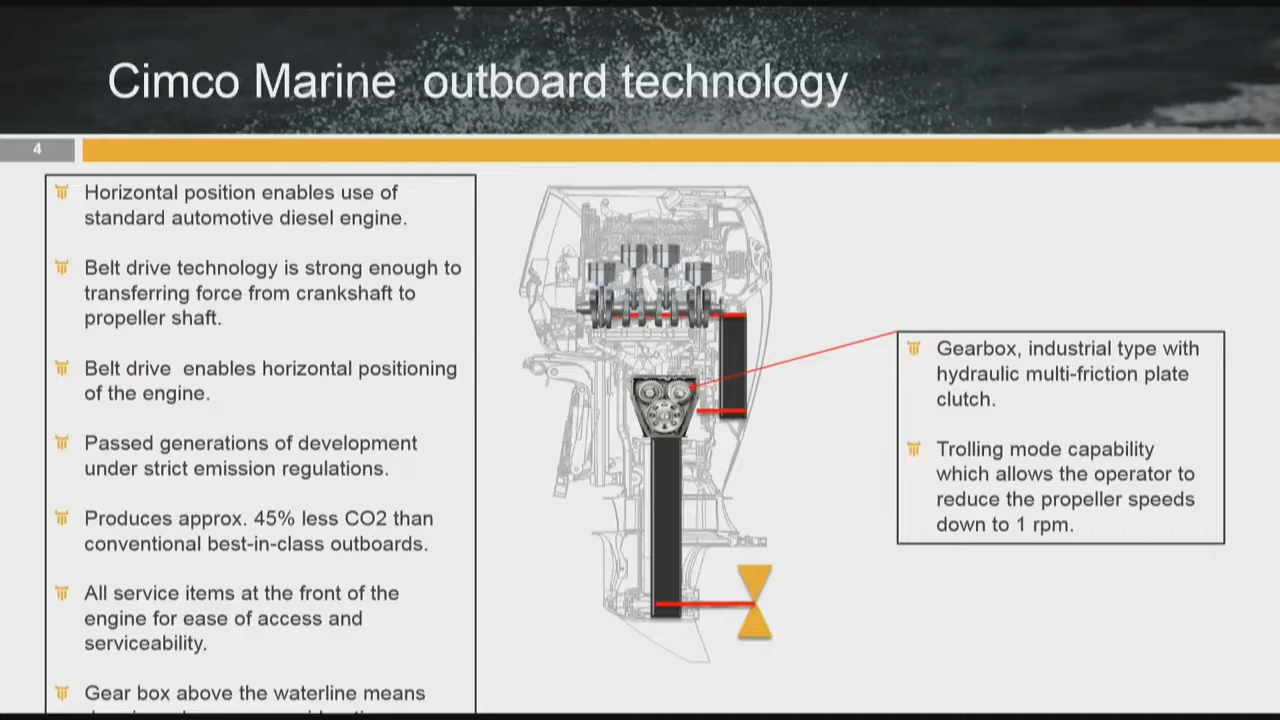 Cimco Marine outboard technology
4
Horizontal position enables use of
standard automotive diesel engine.
Belt drive technology is strong enough to
transferring force from crankshaft to
propeller shaft.
Belt drive enables horizontal positioning
of the engine.
Passed generations of development
under strict emission regulations.
Produces approx. 45% less CO2 than
conventional best-in-class outboards.
All service items at the front of the
engine for ease of access and
serviceability.
Gear box above the waterline means
Gearbox, industrial type with
hydraulic multi-friction plate
clutch.
Trolling mode capability
which allows the operator to
reduce the propeller speeds
down to 1 rpm.